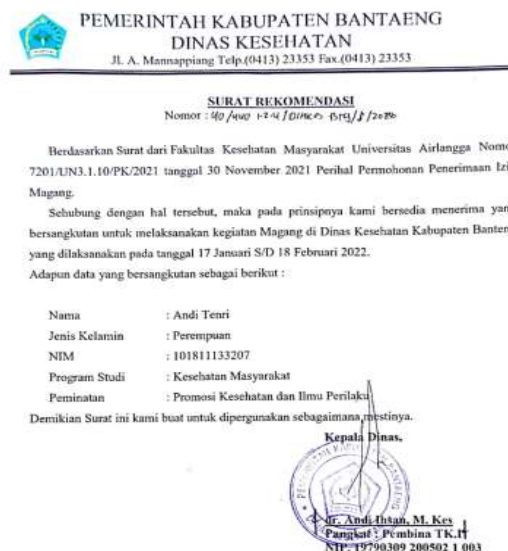 PEMERINTAH KABUPATEN BANTAENG
DINAS KESEHATAN
Jl. A. Mannappiang Telp.(0413) 23353 Fax.(0413) 23353
SURAT REKOMENDASI
Nomor :
Berdasarkan Surat dari Fakultas Kesehatan Masyarakat Universitas Airlangga Nomo
7201/UN3.1.10/PK/2021 tanggal 30 November 2021 Perihal Permohonan Penerimaan Izi
Magang.
Sehubung dengan hal tersebut, maka pada prinsipnya kami bersedia menerima yan
bersangkutan untuk melaksanakan kegiatan Magang di Dinas Kesehatan Kabupaten Banten
yang dilaksanakan pada tanggal 17 Januari S/D 18 Februari 2022.
Adapun data yang bersangkutan sebagai berikut :
Nama : Andi Tenri
Jenis Kelamin : Perempuan
NIM : 101811133207
Program Studi : Kesehatan Masyarakat
Peminatan : Promosi Kesehatan dan Ilmu Perilaku
Demikian Surat ini kami buat untuk dipergunakan sebagaimana mestinya.
Kepala Dinas,
dr. Andi Ihsan, M. Kes
Pangkat : Pembina TK.I
NIP. 19790309 200502 1 003